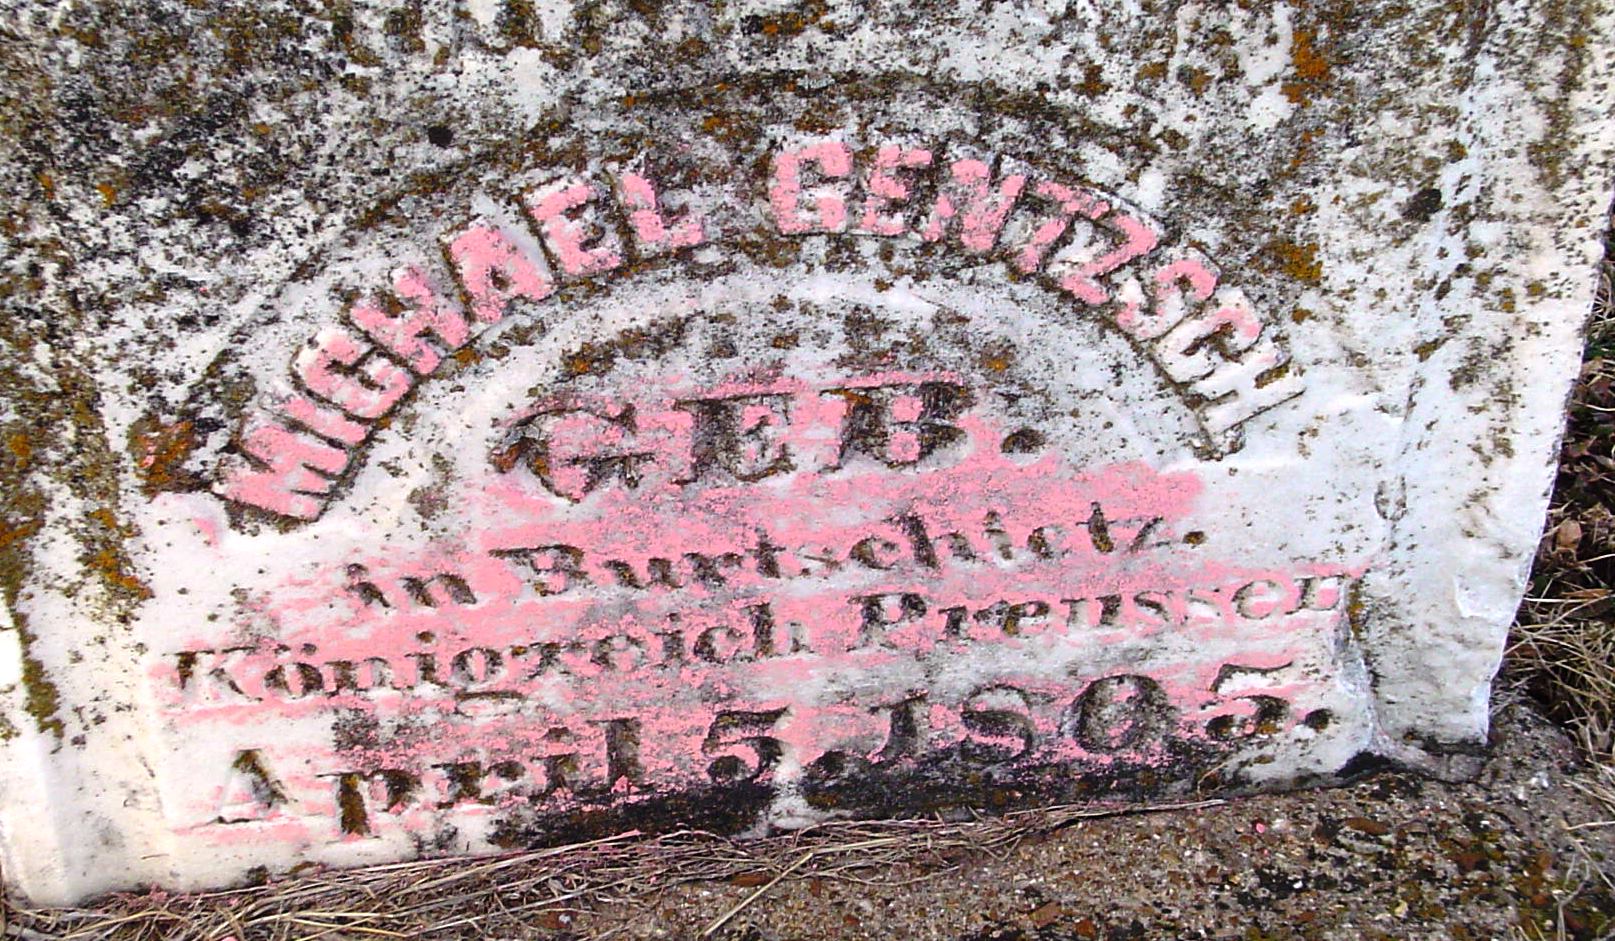 MICHAEL GENTZSCH
GEB.
in Burtschietz.
Königreich Preussen
April 5. 1805.